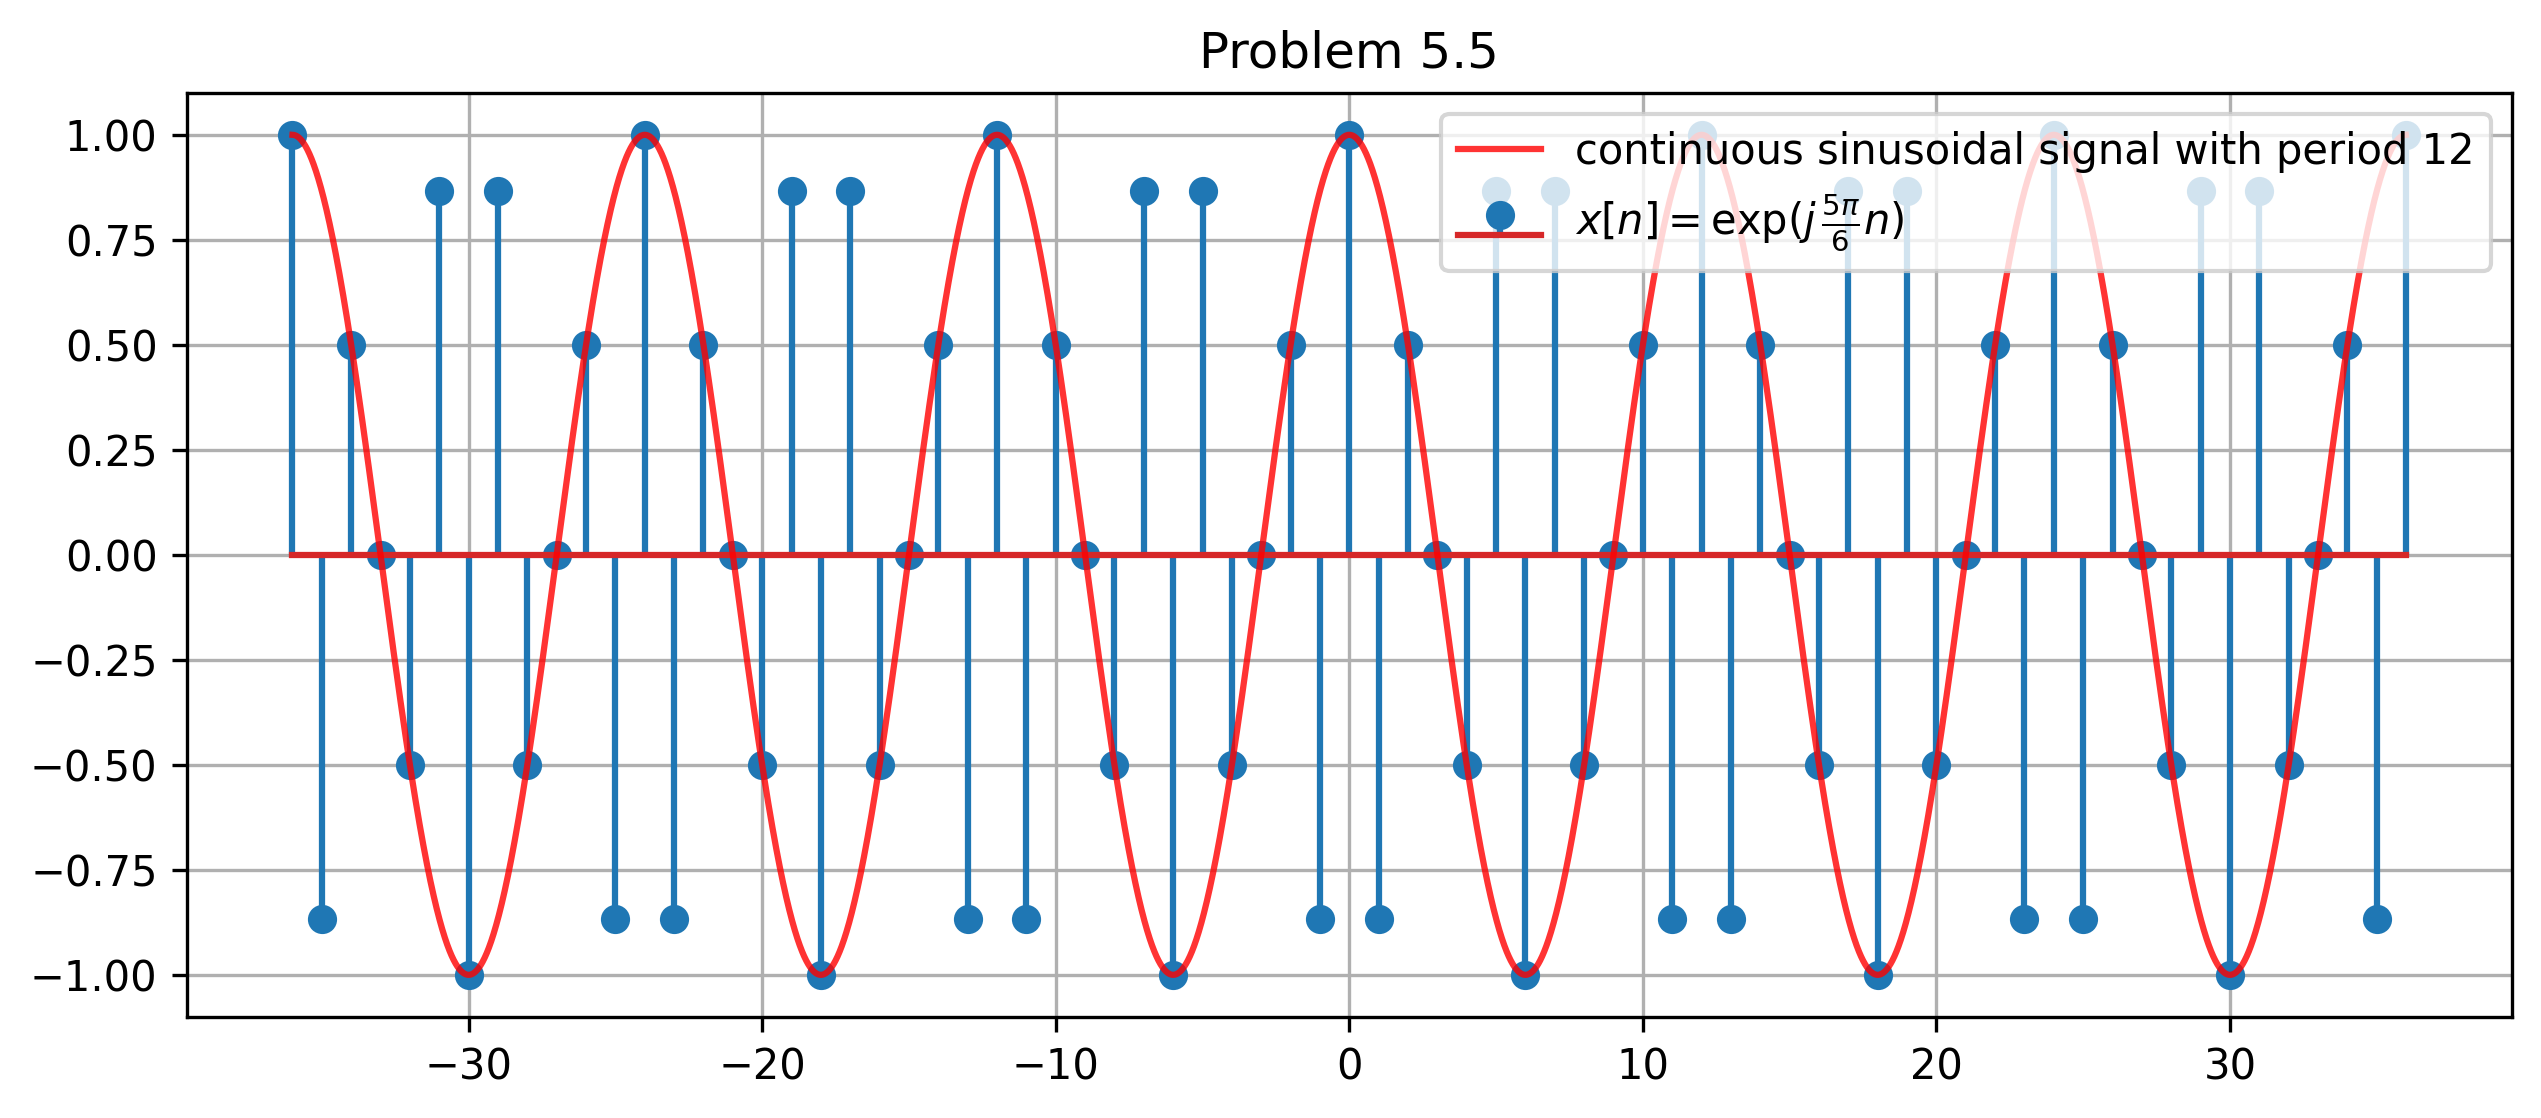 Problem 5.5
continuous sinusoidal signal with period 12
x[n] = exp(j 5π/6 n)
1.00
0.75
0.50
0.25
0.00
−0.25
−0.50
−0.75
−1.00
−30 −20 −10 0 10 20 30